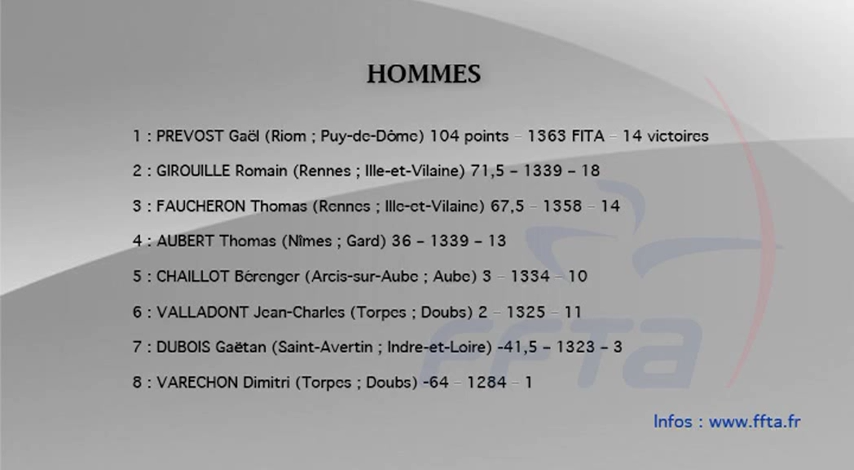 HOMMES
1 : PREVOST Gaël (Riom ; Puy-de-Dôme) 104 points – 1363 FITA – 14 victoires
2 : GIROUILLE Romain (Rennes ; Ille-et-Vilaine) 71,5 – 1339 – 18
3 : FAUCHERON Thomas (Rennes ; Ille-et-Vilaine) 67,5 – 1358 – 14
4 : AUBERT Thomas (Nîmes ; Gard) 36 – 1339 – 13
5 : CHAILLOT Bérenger (Arcis-sur-Aube ; Aube) 3 – 1334 – 10
6 : VALLADONT Jean-Charles (Torpes ; Doubs) 2 – 1325 – 11
7 : DUBOIS Gaëtan (Saint-Avertin ; Indre-et-Loire) -41,5 – 1323 – 3
8 : VARECHON Dimitri (Torpes ; Doubs) -64 – 1284 – 1
FFTA
Infos : www.ffta.fr